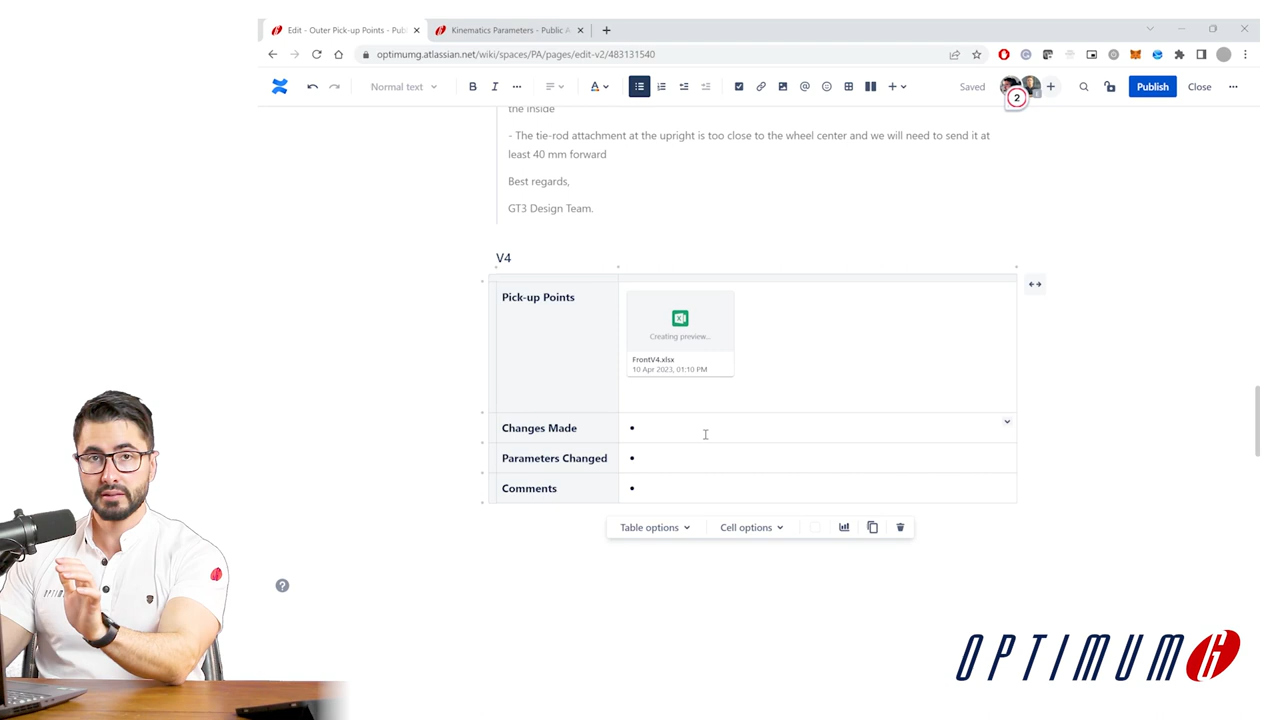 Edit - Outer Pick-up Points - Pub
Kinematics Parameters - Public A
optimumg.atlassian.net/wiki/spaces/PA/pages/edit-v2/483131540
Normal text
B
I
A
Saved
2
Publish
Close
the inside
- The tie-rod attachment at the upright is too close to the wheel center and we will need to send it at
least 40 mm forward
Best regards,
GT3 Design Team.
V4
Pick-up Points
Creating preview...
FrontV4.xlsx
10 Apr 2023, 01:10 PM
Changes Made
Parameters Changed
Comments
Table options
Cell options
OPTIMUM G